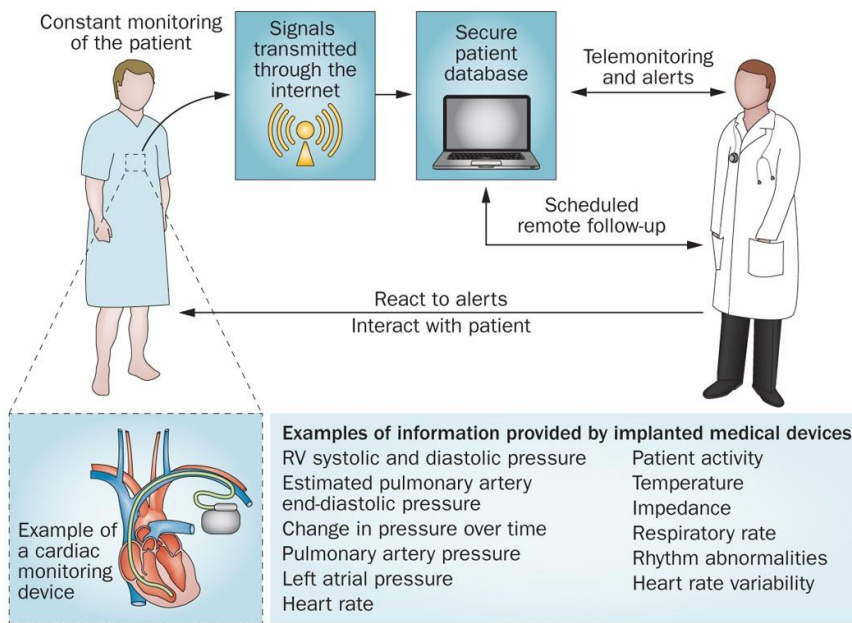 Constant monitoring
of the patient
Signals
transmitted
through the
internet
Secure
patient
database
Telemonitoring
and alerts
Scheduled
remote follow-up
React to alerts
Interact with patient
Example of
a cardiac
monitoring
device
Examples of information provided by implanted medical devices
RV systolic and diastolic pressure
Estimated pulmonary artery
end-diastolic pressure
Change in pressure over time
Pulmonary artery pressure
Left atrial pressure
Heart rate
Patient activity
Temperature
Impedance
Respiratory rate
Rhythm abnormalities
Heart rate variability